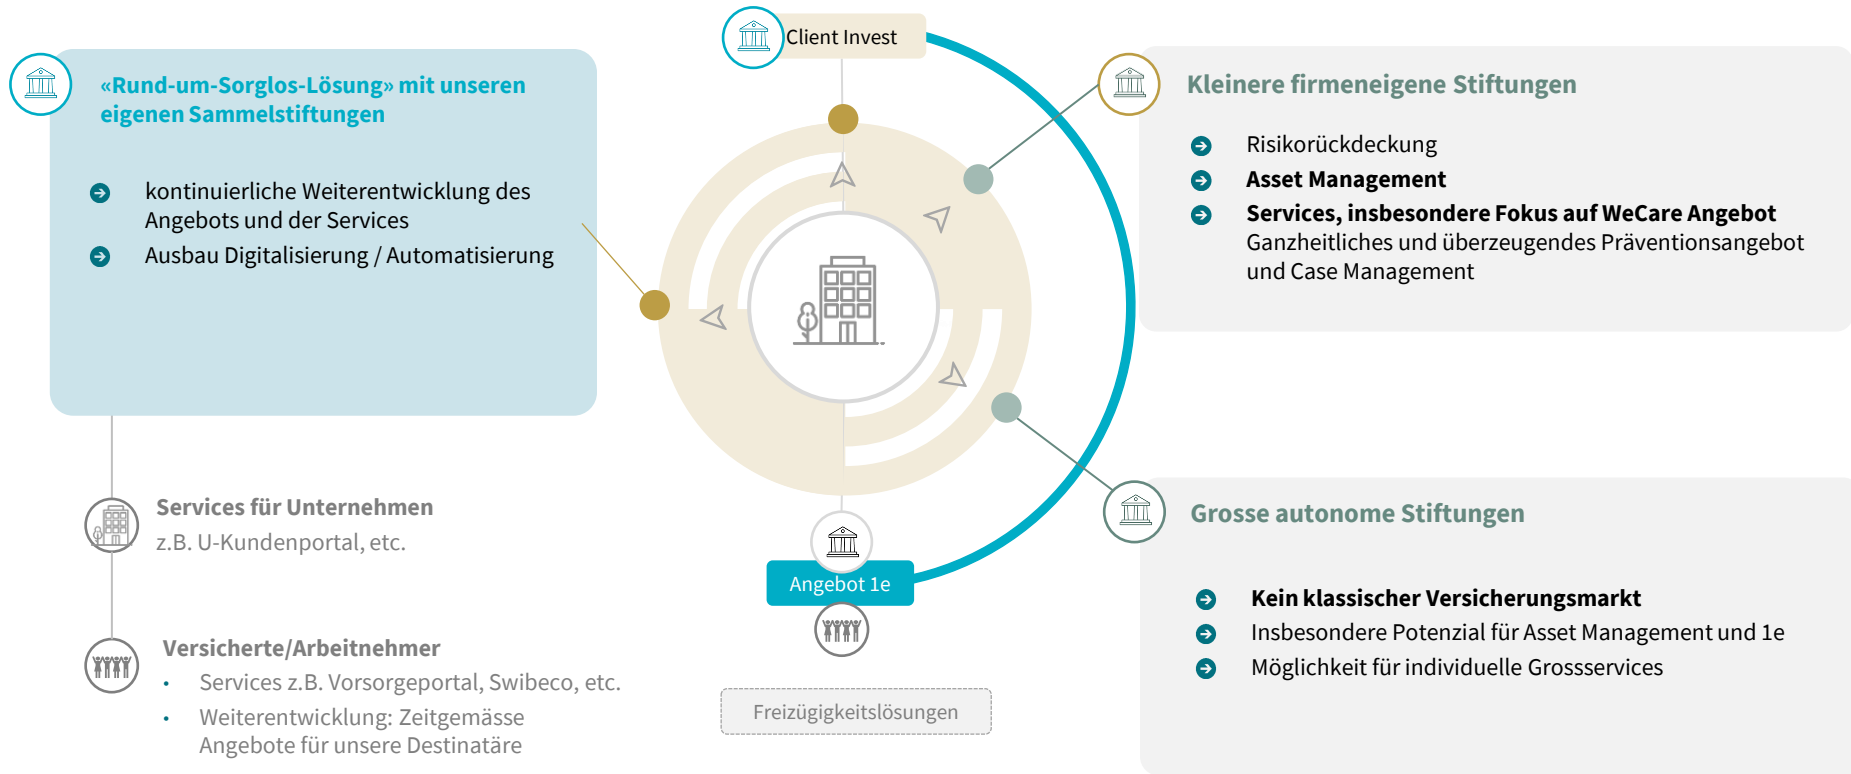 Client Invest
«Rund-um-Sorglos-Lösung» mit unseren
eigenen Sammelstiftungen
kontinuierliche Weiterentwicklung des
Angebots und der Services
Ausbau Digitalisierung / Automatisierung
Services für Unternehmen
z.B. U-Kundenportal, etc.
Versicherte/Arbeitnehmer
• Services z.B. Vorsorgeportal, Swibeco, etc.
• Weiterentwicklung: Zeitgemässe
Angebote für unsere Destinatäre
Angebot 1e
Freizügigkeitslösungen
Kleinere firmeneigene Stiftungen
Risikorückdeckung
Asset Management
Services, insbesondere Fokus auf WeCare Angebot
Ganzheitliches und überzeugendes Präventionsangebot
und Case Management
Grosse autonome Stiftungen
Kein klassischer Versicherungsmarkt
Insbesondere Potenzial für Asset Management und 1e
Möglichkeit für individuelle Grossservices